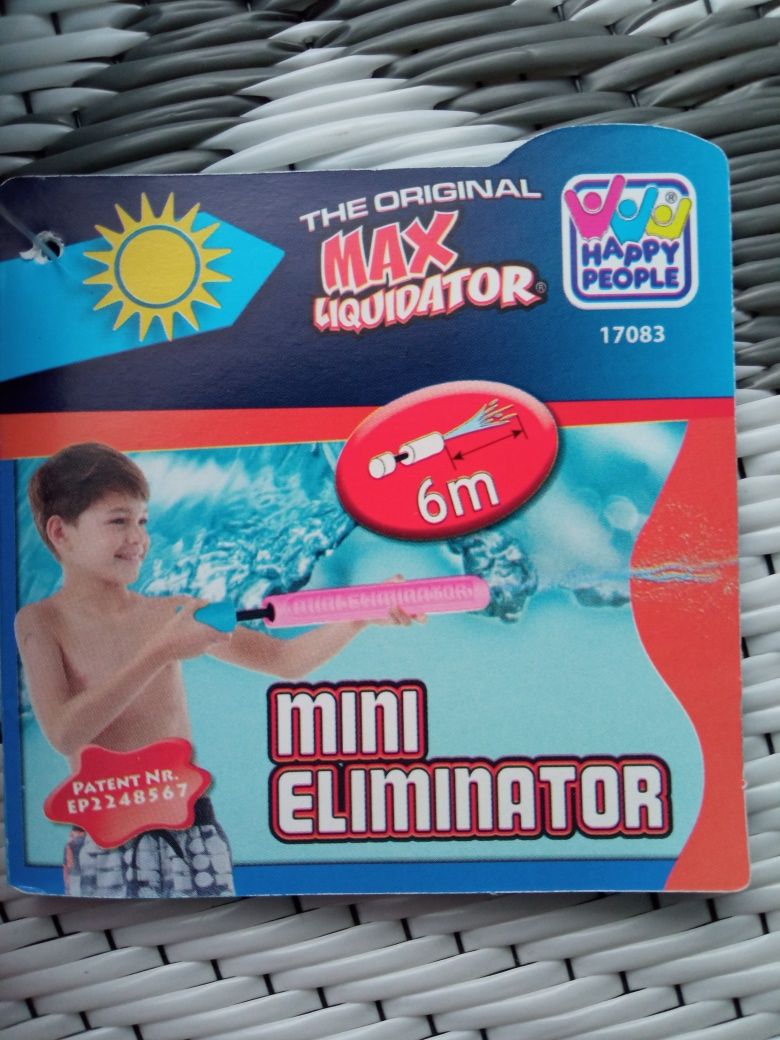 THE ORIGINAL
MAX
LIQUIDATOR®
®
HAPPY
PEOPLE
17083
6m
MINI ELIMINATOR
MINI
ELIMINATOR
PATENT NR.
EP2248567